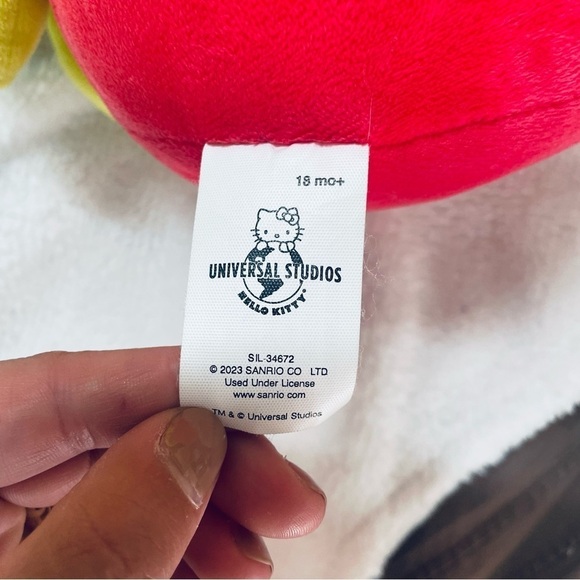 18 mo+
UNIVERSAL STUDIOS
HELLO KITTY
SIL-34672
© 2023 SANRIO CO LTD
Used Under License
www.sanrio.com
TM & © Universal Studios